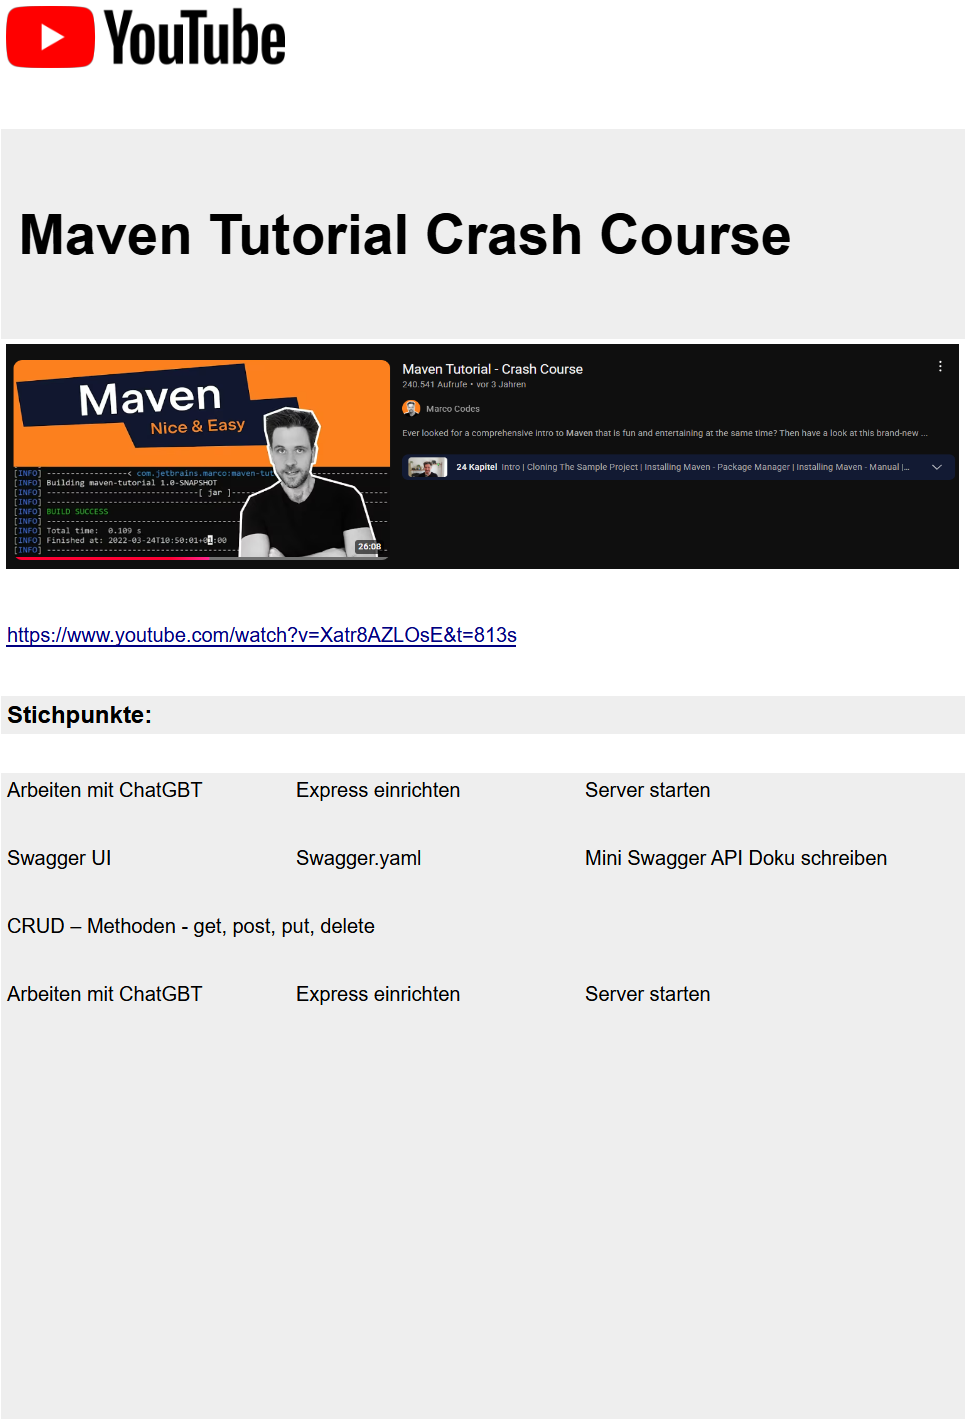 YouTube
Maven Tutorial Crash Course
Maven
Nice & Easy
[INFO] ------------------< com.jetbrains.marco:maven-tut
[INFO] Building maven-tutorial 1.0-SNAPSHOT
[INFO] --------------------------------[ jar ]---------------------------------
[INFO]
[INFO] BUILD SUCCESS
[INFO] ------------------------------------------------------------------------
[INFO] Total time:  0.109 s
[INFO] Finished at: 2022-03-24T10:50:01+01:00
[INFO] ------------------------------------------------------------------------
26:08
Maven Tutorial - Crash Course
240.541 Aufrufe • vor 3 Jahren
Marco Codes
Ever looked for a comprehensive intro to Maven that is fun and entertaining at the same time? Then have a look at this brand-new ...
24 Kapitel Intro | Cloning The Sample Project | Installing Maven - Package Manager | Installing Maven - Manual |...
https://www.youtube.com/watch?v=Xatr8AZLOsE&t=813s
Stichpunkte:
Arbeiten mit ChatGBT Express einrichten Server starten
Swagger UI Swagger.yaml Mini Swagger API Doku schreiben
CRUD – Methoden - get, post, put, delete
Arbeiten mit ChatGBT Express einrichten Server starten